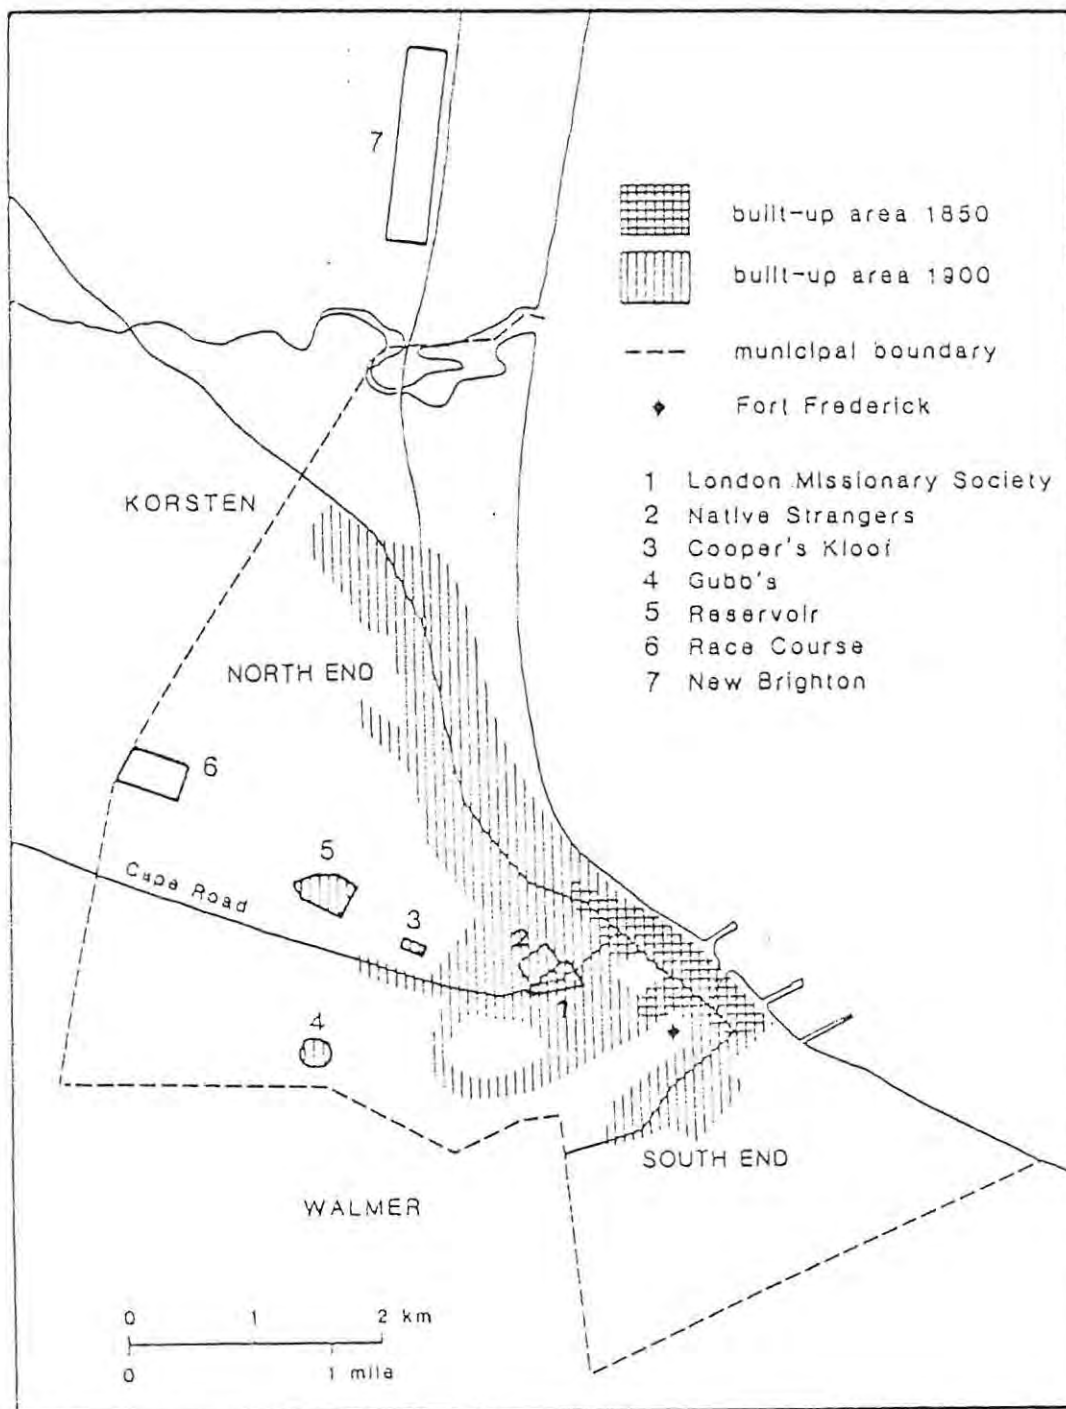 7
built-up area 1850
built-up area 1900
municipal boundary
Fort Frederick
KORSTEN
1 London Missionary Society
2 Native Strangers
3 Cooper's Kloof
4 Gubb's
5 Reservoir
6 Race Course
7 New Brighton
NORTH END
6
5
Cape Road
3
2
1
4
SOUTH END
WALMER
0 1 2 km
0 1 mile